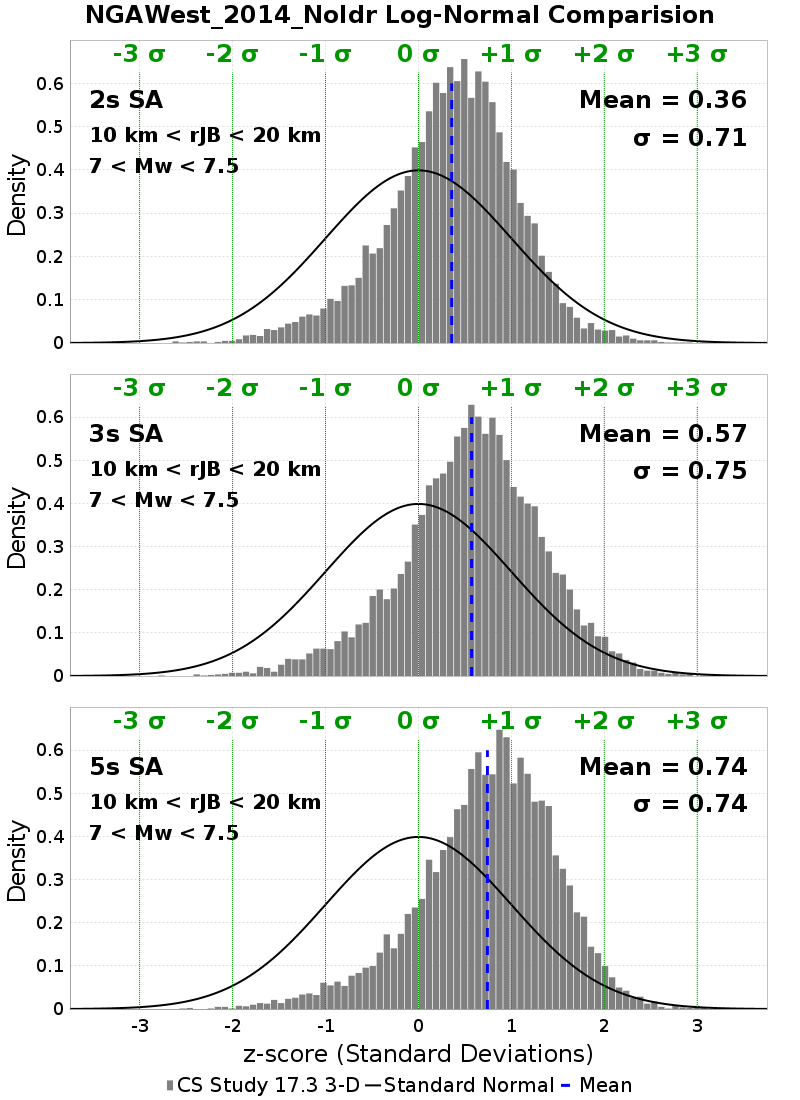 NGAWest_2014_NoIdr Log-Normal Comparision
-3 σ -2 σ -1 σ 0 σ +1 σ +2 σ +3 σ
2s SA
Mean = 0.36
10 km < rJB < 20 km
σ = 0.71
7 < Mw < 7.5
Density
0.6
0.5
0.4
0.3
0.2
0.1
0
-3 σ -2 σ -1 σ 0 σ +1 σ +2 σ +3 σ
3s SA
Mean = 0.57
10 km < rJB < 20 km
σ = 0.75
7 < Mw < 7.5
Density
0.6
0.5
0.4
0.3
0.2
0.1
0
-3 σ -2 σ -1 σ 0 σ +1 σ +2 σ +3 σ
5s SA
Mean = 0.74
10 km < rJB < 20 km
σ = 0.74
7 < Mw < 7.5
Density
0.6
0.5
0.4
0.3
0.2
0.1
0
-3 -2 -1 0 1 2 3
z-score (Standard Deviations)
CS Study 17.3 3-D Standard Normal Mean